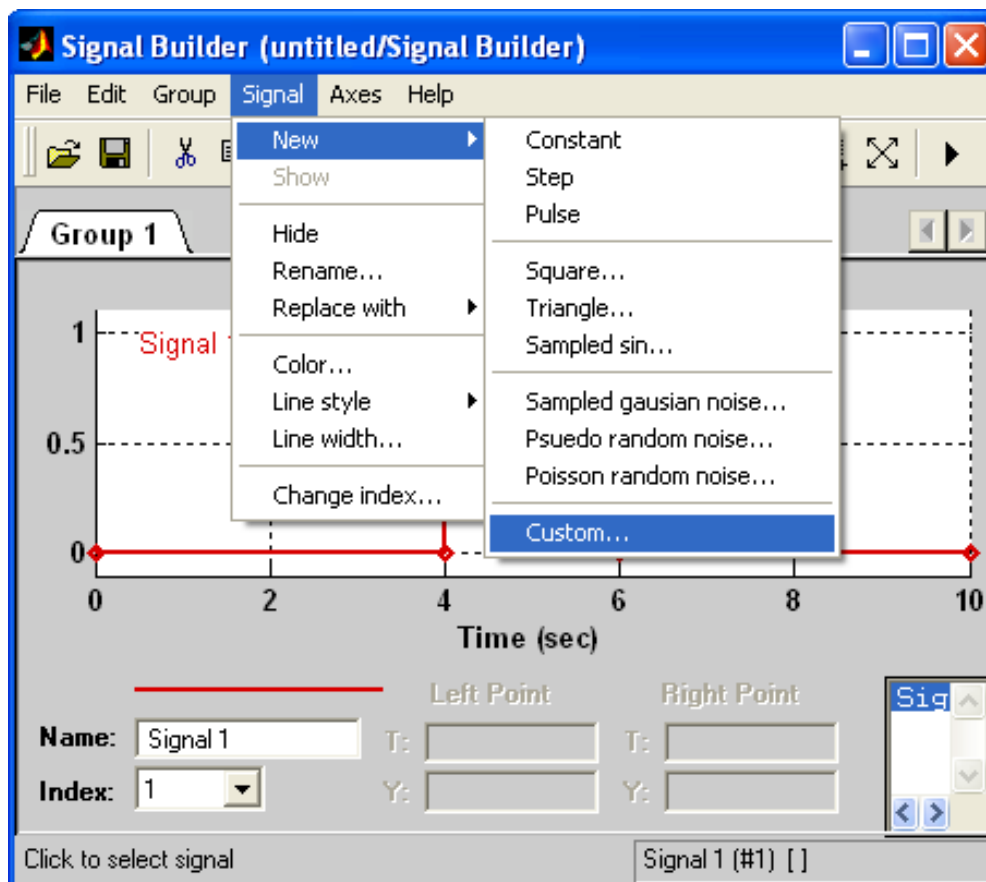 Signal Builder (untitled/Signal Builder)
File Edit Group Signal Axes Help
New
Show
Hide
Rename...
Replace with
Color...
Line style
Line width...
Change index...
Constant
Step
Pulse
Square...
Triangle...
Sampled sin...
Sampled gausian noise...
Psuedo random noise...
Poisson random noise...
Custom...
Group 1
1
Signal
0.5
0
0 2 4 6 8 10
Time (sec)
Left Point Right Point
Name: Signal 1 T: T:
Index: 1 Y: Y:
Sig
Click to select signal
Signal 1 (#1) [ ]